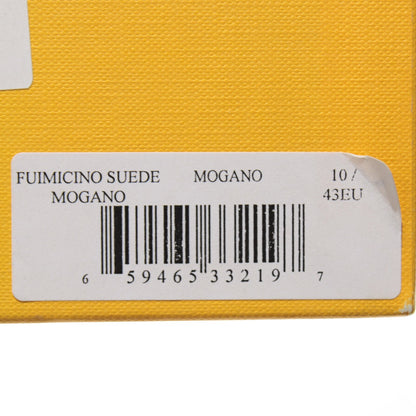 FUIMICINO SUEDE MOGANO 10 /
MOGANO 43EU
6 59465 33219 7